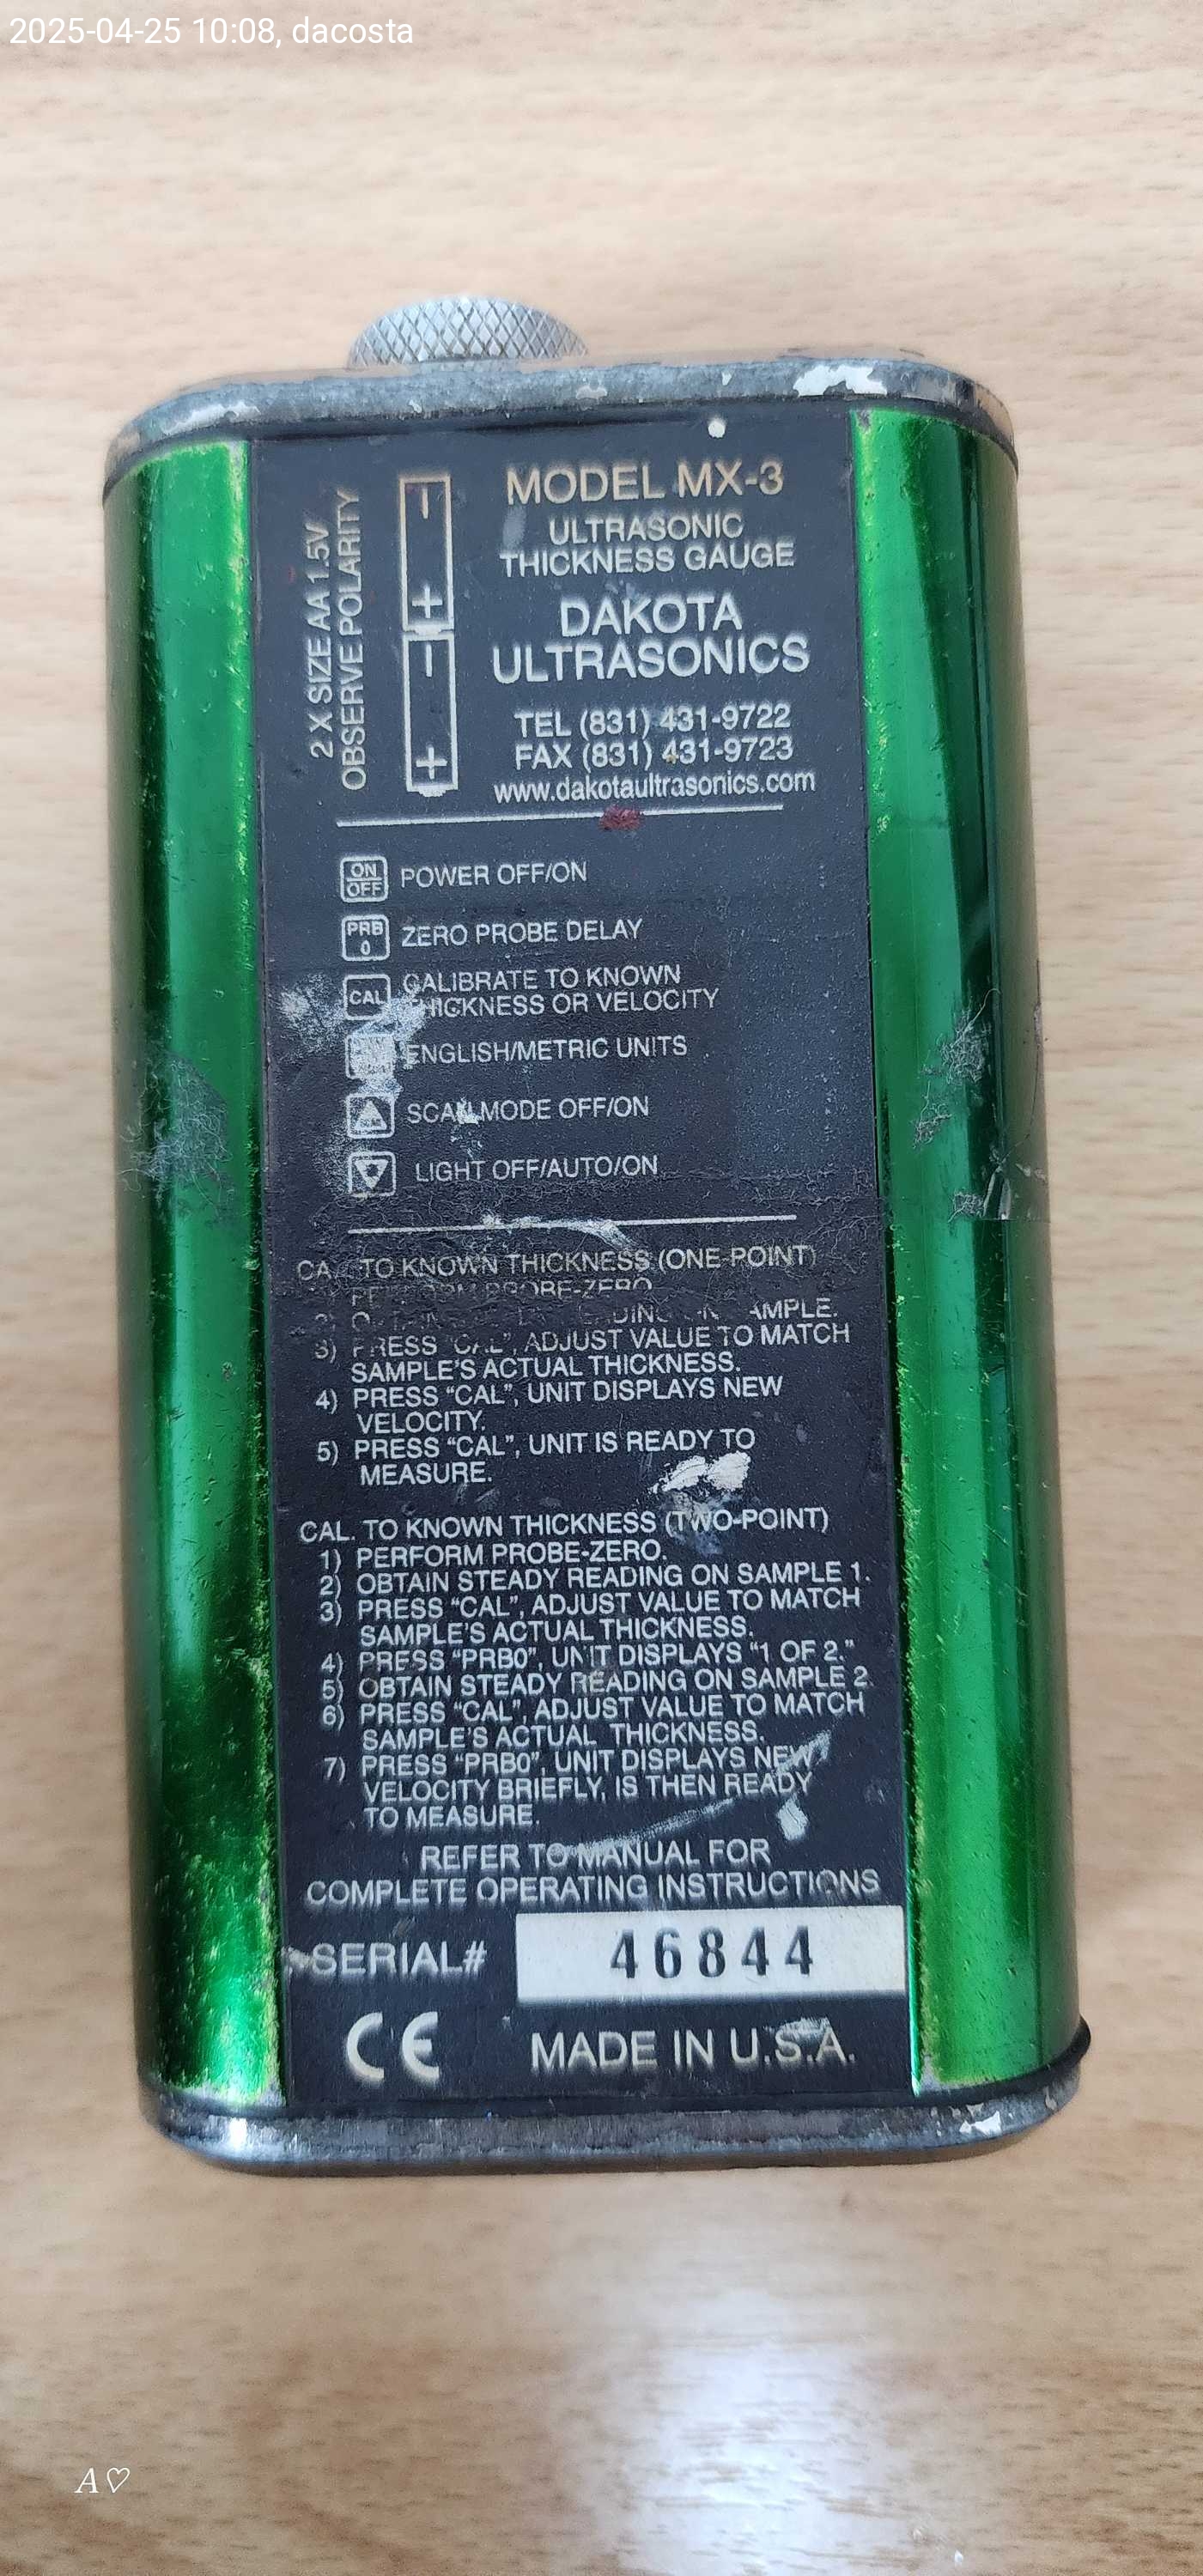 2025-04-25 10:08, dacosta
2 X SIZE AA 1.5V
OBSERVE POLARITY
MODEL MX-3
ULTRASONIC
THICKNESS GAUGE
DAKOTA
ULTRASONICS
TEL (831) 431-9722
FAX (831) 431-9723
www.dakotaultrasonics.com
ON
OFF
POWER OFF/ON
PRB
0
ZERO PROBE DELAY
CAL
CALIBRATE TO KNOWN
THICKNESS OR VELOCITY
ENGLISH/METRIC UNITS
SCAN MODE OFF/ON
LIGHT OFF/AUTO/ON
TO KNOWN THICKNESS (ONE-POINT)
PERFORM PROBE-ZERO
3) PRESS "CAL", ADJUST VALUE TO MATCH
SAMPLE'S ACTUAL THICKNESS.
4) PRESS "CAL", UNIT DISPLAYS NEW
VELOCITY.
5) PRESS "CAL", UNIT IS READY TO
MEASURE.
CAL. TO KNOWN THICKNESS (TWO-POINT)
1) PERFORM PROBE-ZERO.
2) OBTAIN STEADY READING ON SAMPLE 1.
3) PRESS "CAL", ADJUST VALUE TO MATCH
SAMPLE'S ACTUAL THICKNESS.
4) PRESS "PRB0", UNIT DISPLAYS "1 OF 2."
5) OBTAIN STEADY READING ON SAMPLE 2.
6) PRESS "CAL", ADJUST VALUE TO MATCH
SAMPLE'S ACTUAL THICKNESS.
7) PRESS "PRB0", UNIT DISPLAYS NEW
VELOCITY BRIEFLY, IS THEN READY
TO MEASURE.
REFER TO MANUAL FOR
COMPLETE OPERATING INSTRUCTIONS
SERIAL# 46844
CE MADE IN U.S.A.
A♡